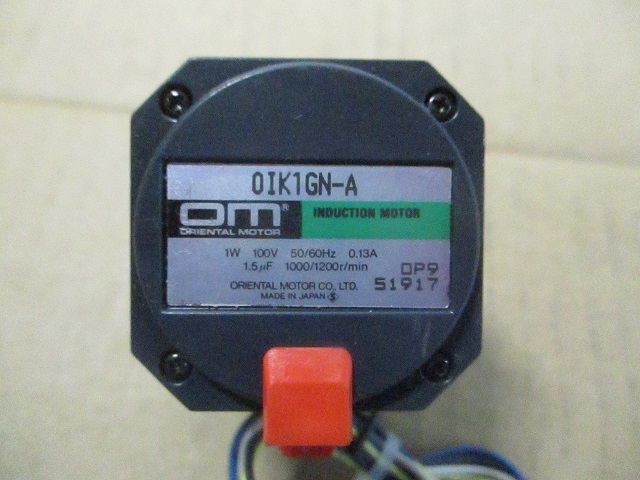 0IK1GN-A
OM®
ORIENTAL MOTOR
INDUCTION MOTOR
1W 100V 50/60Hz 0.13A
1.5µF 1000/1200r/min
0P9
ORIENTAL MOTOR CO., LTD.
51917
MADE IN JAPAN Ⓢ